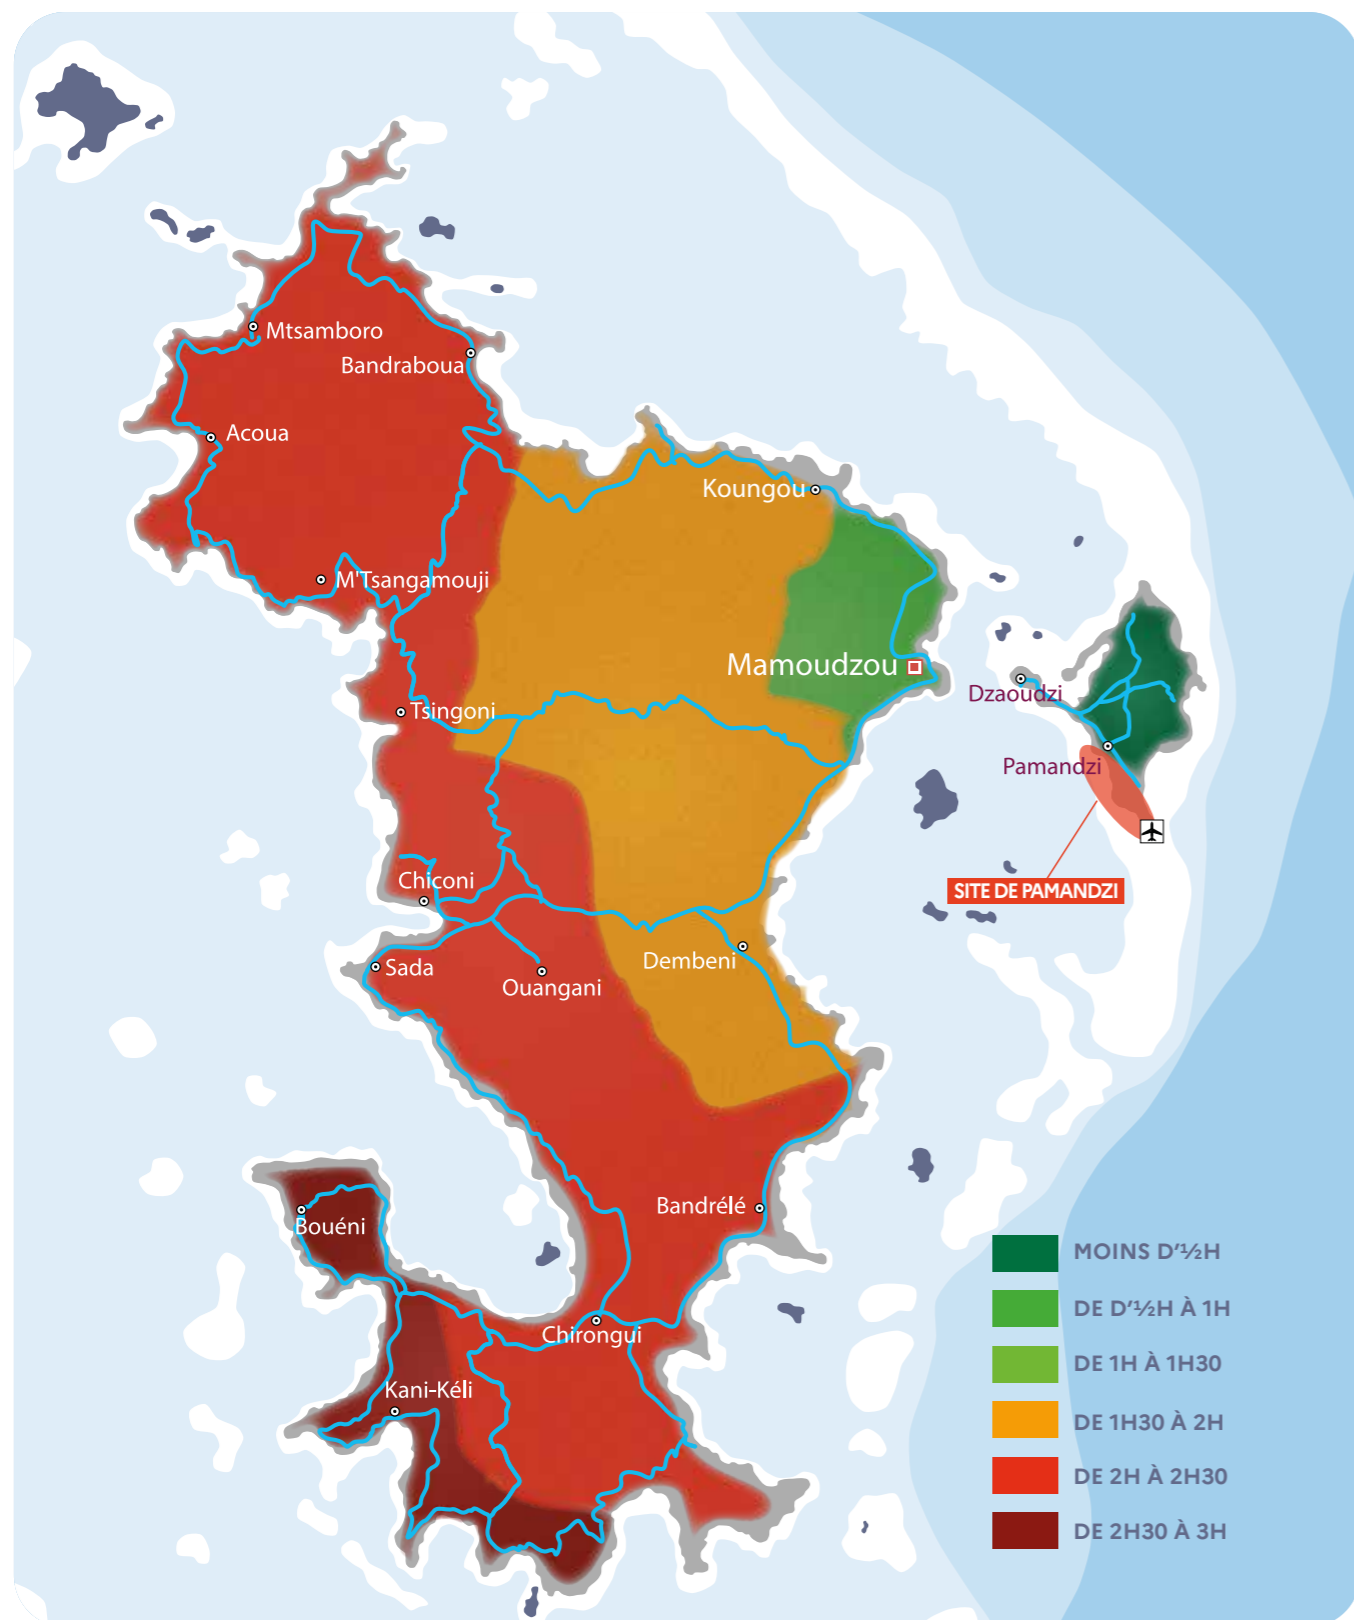 Mtsamboro
Bandraboua
Acoua
Koungou
M'Tsangamouji
Mamoudzou
Dzaoudzi
Tsingoni
Pamandzi
Chiconi
SITE DE PAMANDZI
Dembeni
Sada
Ouangani
Bandrélé
Bouéni
Chirongui
Kani-Kéli
MOINS D'½H
DE D'½H À 1H
DE 1H À 1H30
DE 1H30 À 2H
DE 2H À 2H30
DE 2H30 À 3H